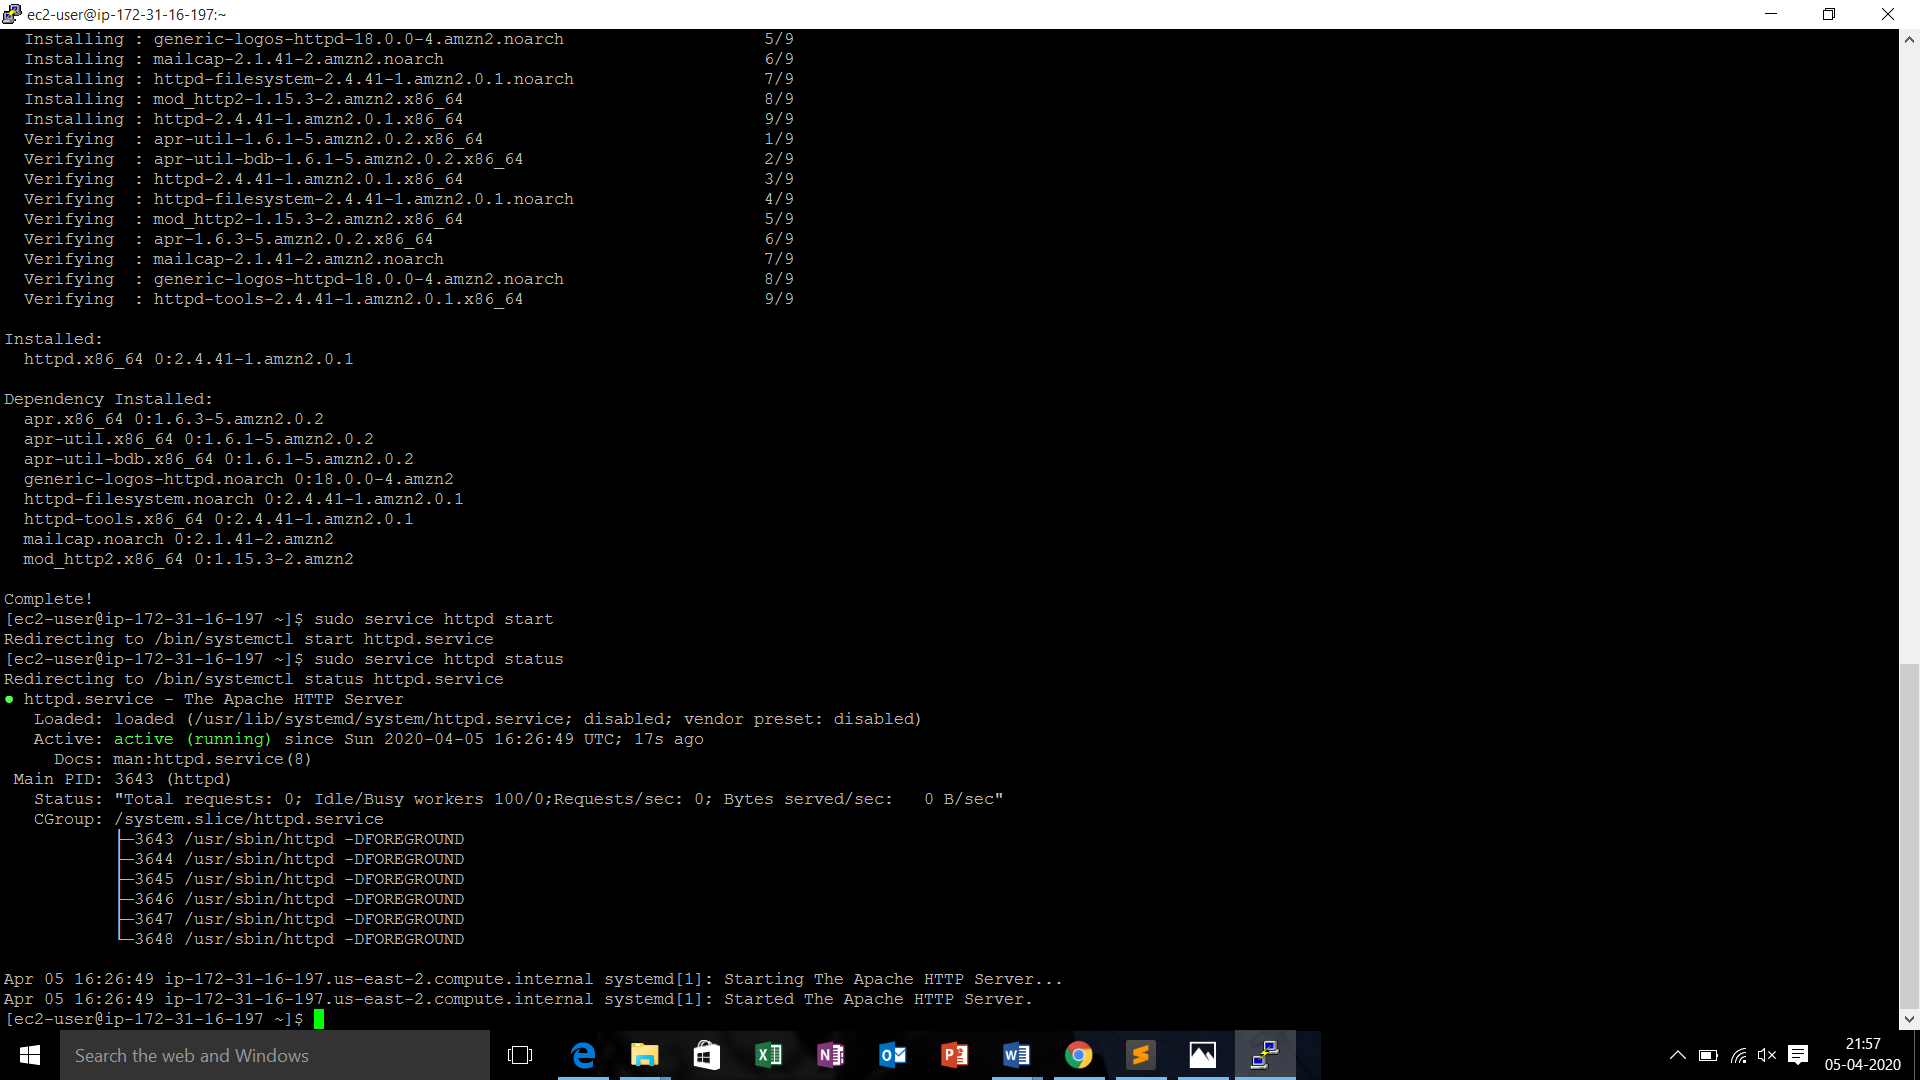 ec2-user@ip-172-31-16-197:~
Installing : generic-logos-httpd-18.0.0-4.amzn2.noarch 5/9
Installing : mailcap-2.1.41-2.amzn2.noarch 6/9
Installing : httpd-filesystem-2.4.41-1.amzn2.0.1.noarch 7/9
Installing : mod_http2-1.15.3-2.amzn2.x86_64 8/9
Installing : httpd-2.4.41-1.amzn2.0.1.x86_64 9/9
Verifying : apr-util-1.6.1-5.amzn2.0.2.x86_64 1/9
Verifying : apr-util-bdb-1.6.1-5.amzn2.0.2.x86_64 2/9
Verifying : httpd-2.4.41-1.amzn2.0.1.x86_64 3/9
Verifying : httpd-filesystem-2.4.41-1.amzn2.0.1.noarch 4/9
Verifying : mod_http2-1.15.3-2.amzn2.x86_64 5/9
Verifying : apr-1.6.3-5.amzn2.0.2.x86_64 6/9
Verifying : mailcap-2.1.41-2.amzn2.noarch 7/9
Verifying : generic-logos-httpd-18.0.0-4.amzn2.noarch 8/9
Verifying : httpd-tools-2.4.41-1.amzn2.0.1.x86_64 9/9
Installed:
httpd.x86_64 0:2.4.41-1.amzn2.0.1
Dependency Installed:
apr.x86_64 0:1.6.3-5.amzn2.0.2
apr-util.x86_64 0:1.6.1-5.amzn2.0.2
apr-util-bdb.x86_64 0:1.6.1-5.amzn2.0.2
generic-logos-httpd.noarch 0:18.0.0-4.amzn2
httpd-filesystem.noarch 0:2.4.41-1.amzn2.0.1
httpd-tools.x86_64 0:2.4.41-1.amzn2.0.1
mailcap.noarch 0:2.1.41-2.amzn2
mod_http2.x86_64 0:1.15.3-2.amzn2
Complete!
[ec2-user@ip-172-31-16-197 ~]$ sudo service httpd start
Redirecting to /bin/systemctl start httpd.service
[ec2-user@ip-172-31-16-197 ~]$ sudo service httpd status
Redirecting to /bin/systemctl status httpd.service
● httpd.service - The Apache HTTP Server
Loaded: loaded (/usr/lib/systemd/system/httpd.service; disabled; vendor preset: disabled)
Active: active (running) since Sun 2020-04-05 16:26:49 UTC; 17s ago
Docs: man:httpd.service(8)
Main PID: 3643 (httpd)
Status: "Total requests: 0; Idle/Busy workers 100/0;Requests/sec: 0; Bytes served/sec:   0 B/sec"
CGroup: /system.slice/httpd.service
├─3643 /usr/sbin/httpd -DFOREGROUND
├─3644 /usr/sbin/httpd -DFOREGROUND
├─3645 /usr/sbin/httpd -DFOREGROUND
├─3646 /usr/sbin/httpd -DFOREGROUND
├─3647 /usr/sbin/httpd -DFOREGROUND
└─3648 /usr/sbin/httpd -DFOREGROUND
Apr 05 16:26:49 ip-172-31-16-197.us-east-2.compute.internal systemd[1]: Starting The Apache HTTP Server...
Apr 05 16:26:49 ip-172-31-16-197.us-east-2.compute.internal systemd[1]: Started The Apache HTTP Server.
[ec2-user@ip-172-31-16-197 ~]$
Search the web and Windows
21:57
05-04-2020